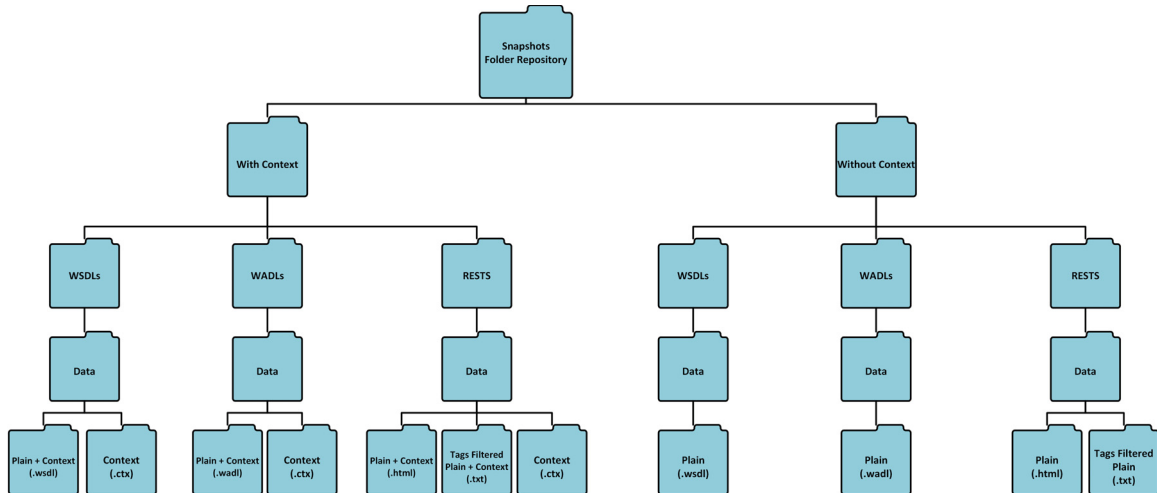 Snapshots
Folder Repository
With Context
Without Context
WSDLs
WADLs
RESTS
WSDLs
WADLs
RESTS
Data
Data
Data
Data
Data
Data
Plain + Context
(.wsdl)
Context
(.ctx)
Plain + Context
(.wadl)
Context
(.ctx)
Plain + Context
(.html)
Tags Filtered
Plain + Context
(.txt)
Context
(.ctx)
Plain
(.wsdl)
Plain
(.wadl)
Plain
(.html)
Tags Filtered
Plain
(.txt)